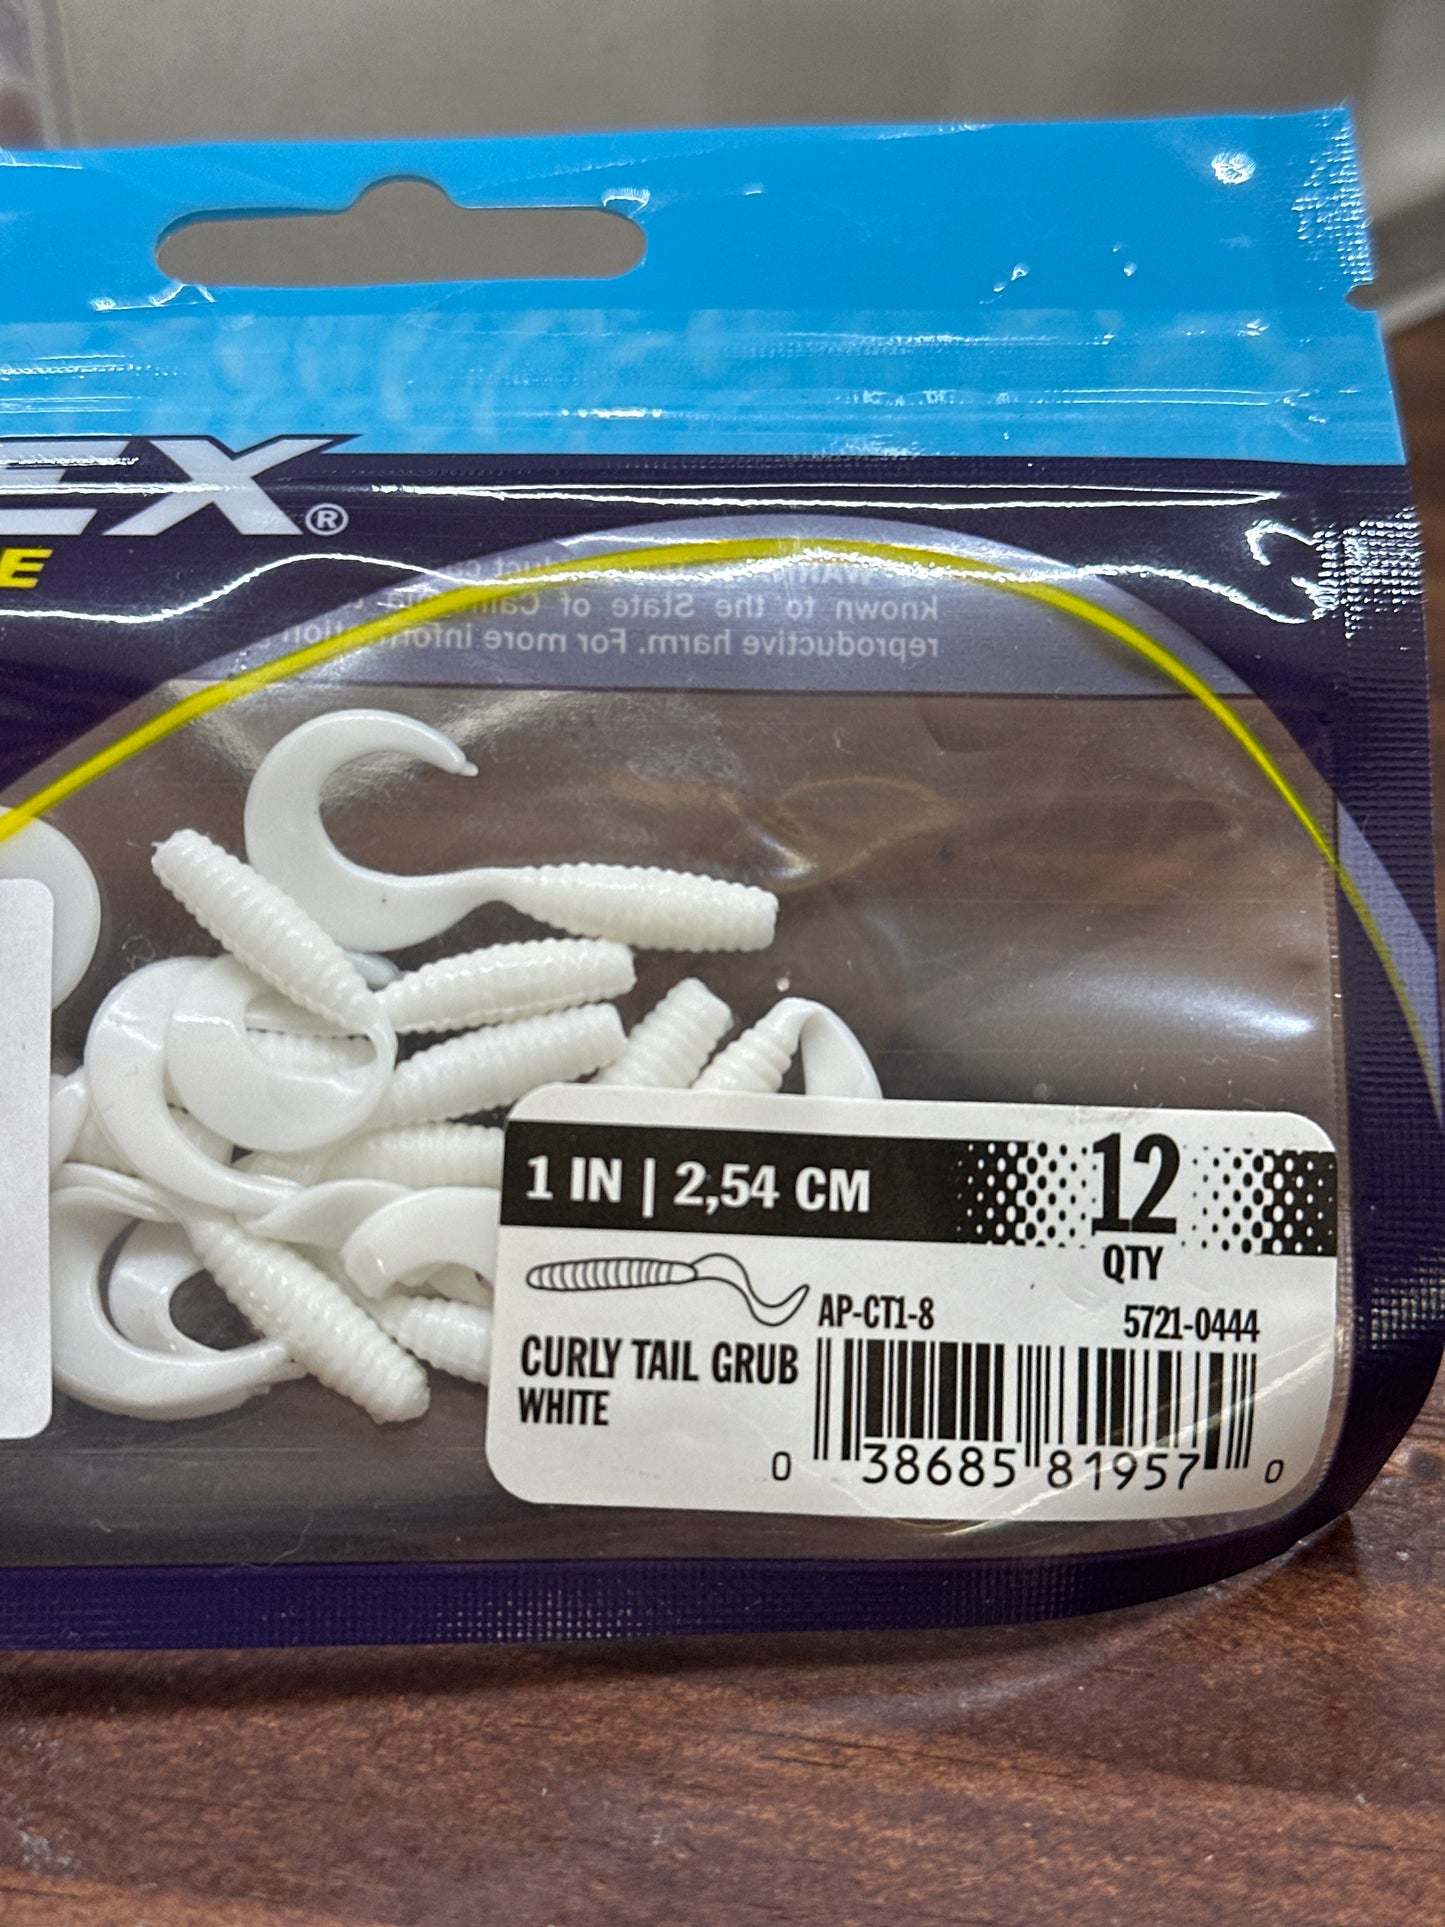 EX®
E
known to the State of California
reproductive harm. For more information
1 IN | 2,54 CM
12
QTY
AP-CT1-8
5721-0444
CURLY TAIL GRUB
WHITE
0 38685 81957 0